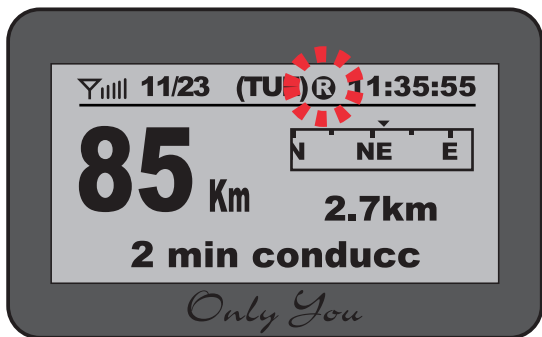 11/23 (TUE) Ⓡ 11:35:55
85 Km
N NE E
2.7km
2 min conducc
Only You